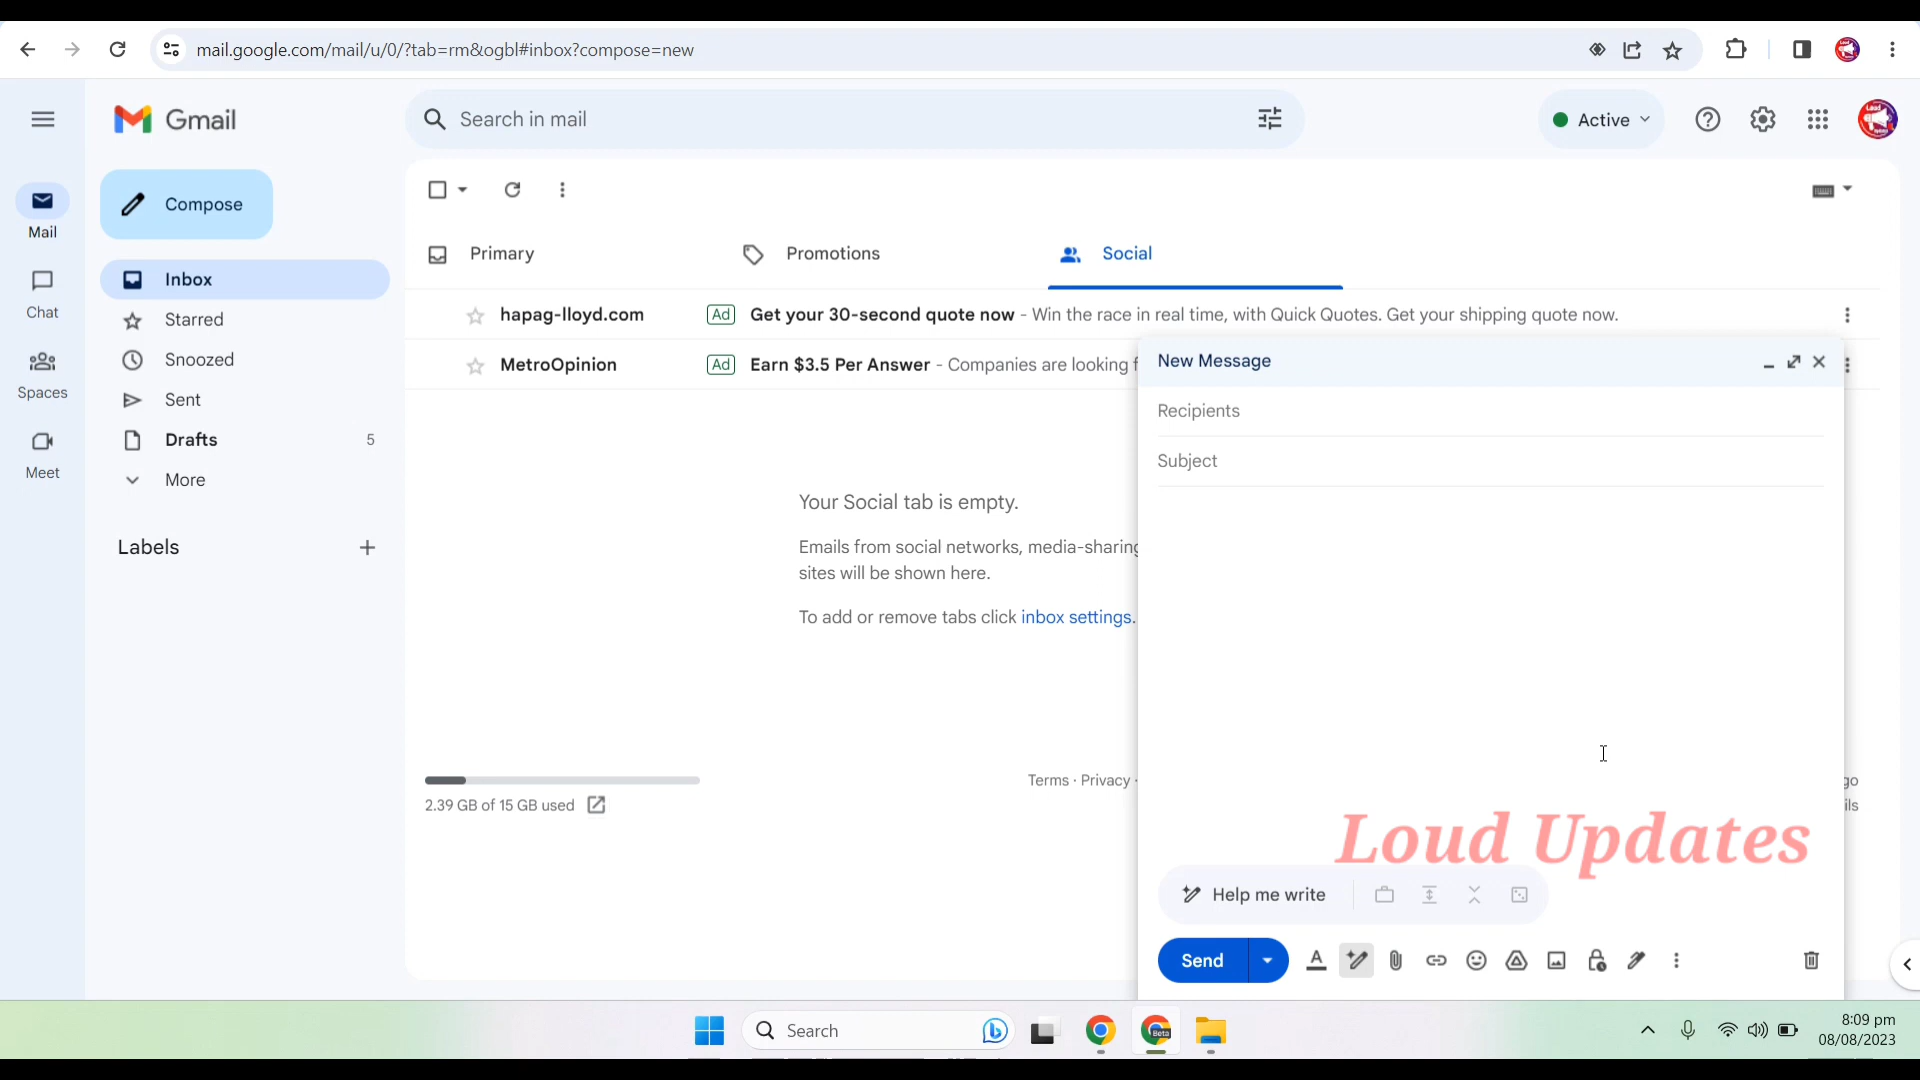 mail.google.com/mail/u/0/?tab=rm&ogbl#inbox?compose=new
Gmail
Search in mail
Active
Mail
Chat
Spaces
Meet
Compose
Inbox
Starred
Snoozed
Sent
Drafts 5
More
Labels
Primary
Promotions
Social
hapag-lloyd.com Ad Get your 30-second quote now - Win the race in real time, with Quick Quotes. Get your shipping quote now.
MetroOpinion Ad Earn $3.5 Per Answer - Companies are looking f
Your Social tab is empty.
Emails from social networks, media-sharing
sites will be shown here.
To add or remove tabs click inbox settings.
2.39 GB of 15 GB used
Terms · Privacy ·
go
ils
New Message
Recipients
Subject
Loud Updates
Help me write
Send
Search
Beta
8:09 pm
08/08/2023